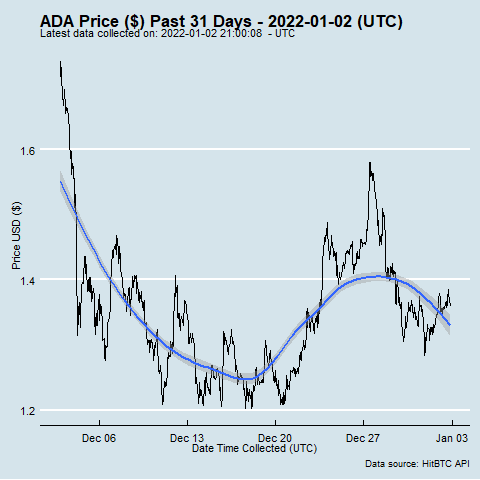 ADA Price ($) Past 31 Days - 2022-01-02 (UTC)
Latest data collected on: 2022-01-02 21:00:08 - UTC
1.6
1.4
1.2
Price USD ($)
Dec 06 Dec 13 Dec 20 Dec 27 Jan 03
Date Time Collected (UTC)
Data source: HitBTC API